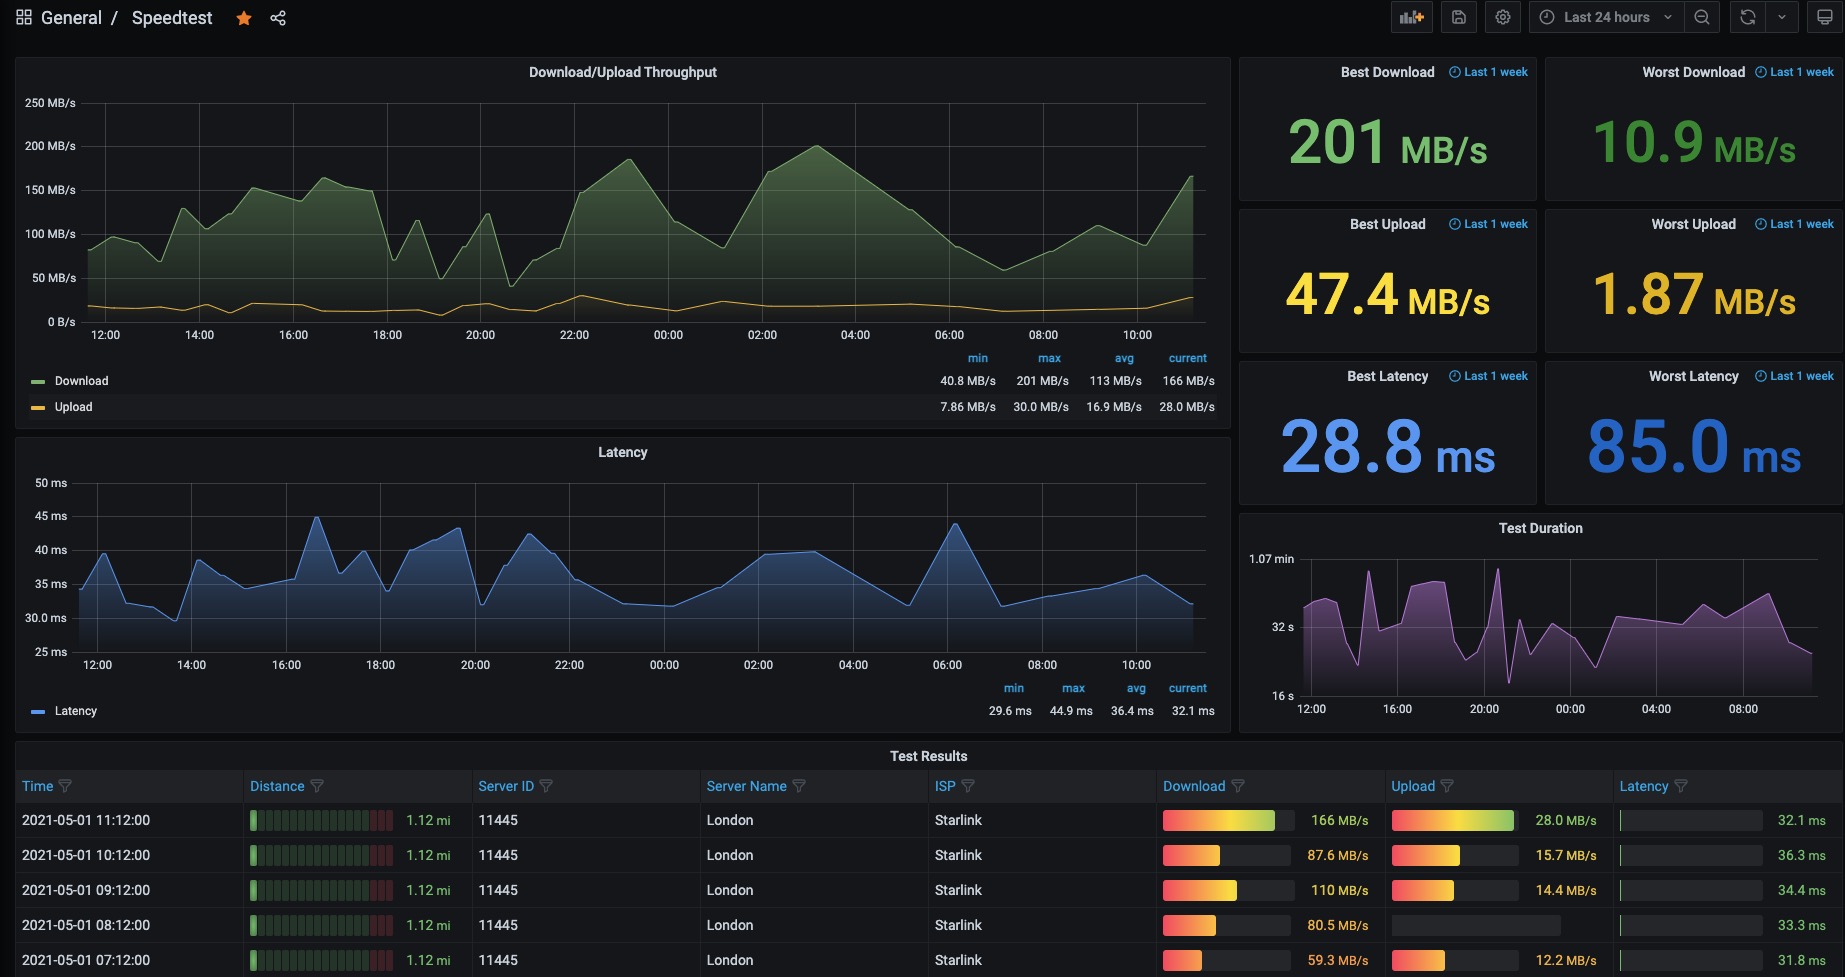 General / Speedtest
Last 24 hours
Download/Upload Throughput
250 MB/s
200 MB/s
150 MB/s
100 MB/s
50 MB/s
0 B/s
12:00 14:00 16:00 18:00 20:00 22:00 00:00 02:00 04:00 06:00 08:00 10:00
min max avg current
Download 40.8 MB/s 201 MB/s 113 MB/s 166 MB/s
Upload 7.86 MB/s 30.0 MB/s 16.9 MB/s 28.0 MB/s
Best Download Last 1 week
201 MB/s
Worst Download Last 1 week
10.9 MB/s
Best Upload Last 1 week
47.4 MB/s
Worst Upload Last 1 week
1.87 MB/s
Best Latency Last 1 week
28.8 ms
Worst Latency Last 1 week
85.0 ms
Latency
50 ms
45 ms
40 ms
35 ms
30.0 ms
25 ms
12:00 14:00 16:00 18:00 20:00 22:00 00:00 02:00 04:00 06:00 08:00 10:00
min max avg current
Latency 29.6 ms 44.9 ms 36.4 ms 32.1 ms
Test Duration
1.07 min
32 s
16 s
12:00 16:00 20:00 00:00 04:00 08:00
Test Results
Time Distance Server ID Server Name ISP Download Upload Latency
2021-05-01 11:12:00 1.12 mi 11445 London Starlink 166 MB/s 28.0 MB/s 32.1 ms
2021-05-01 10:12:00 1.12 mi 11445 London Starlink 87.6 MB/s 15.7 MB/s 36.3 ms
2021-05-01 09:12:00 1.12 mi 11445 London Starlink 110 MB/s 14.4 MB/s 34.4 ms
2021-05-01 08:12:00 1.12 mi 11445 London Starlink 80.5 MB/s 33.3 ms
2021-05-01 07:12:00 1.12 mi 11445 London Starlink 59.3 MB/s 12.2 MB/s 31.8 ms